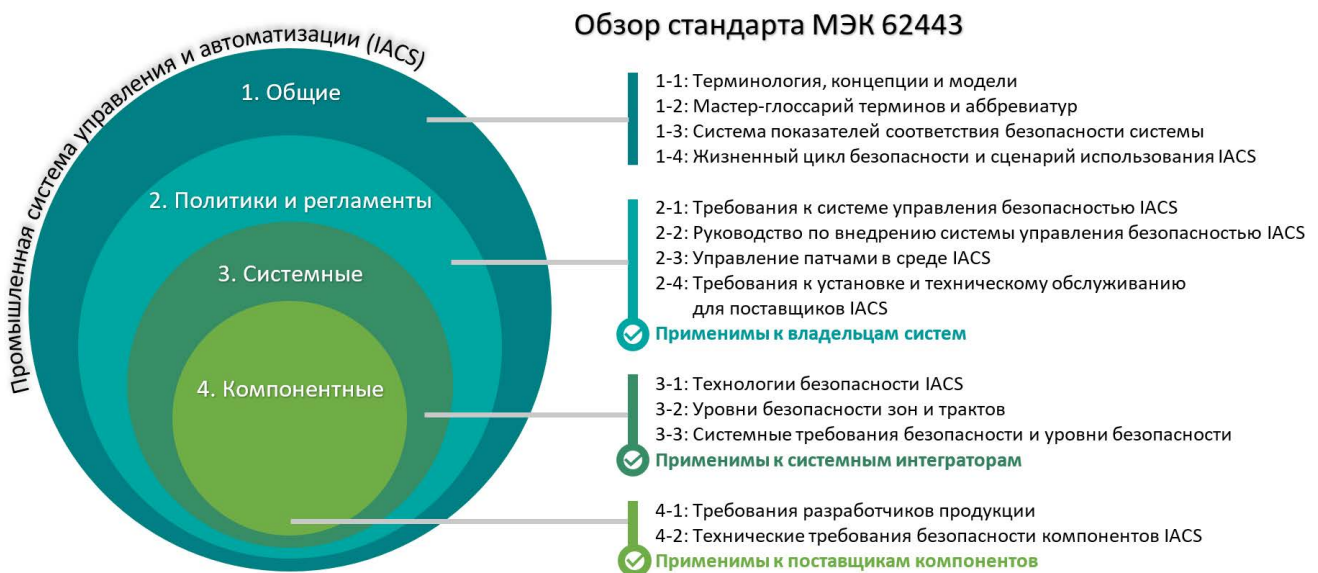 Обзор стандарта МЭК 62443
Промышленная система управления и автоматизации (IACS)
1. Общие
2. Политики и регламенты
3. Системные
4. Компонентные
1-1: Терминология, концепции и модели
1-2: Мастер-глоссарий терминов и аббревиатур
1-3: Система показателей соответствия безопасности системы
1-4: Жизненный цикл безопасности и сценарий использования IACS
2-1: Требования к системе управления безопасностью IACS
2-2: Руководство по внедрению системы управления безопасностью IACS
2-3: Управление патчами в среде IACS
2-4: Требования к установке и техническому обслуживанию
для поставщиков IACS
Применимы к владельцам систем
3-1: Технологии безопасности IACS
3-2: Уровни безопасности зон и трактов
3-3: Системные требования безопасности и уровни безопасности
Применимы к системным интеграторам
4-1: Требования разработчиков продукции
4-2: Технические требования безопасности компонентов IACS
Применимы к поставщикам компонентов